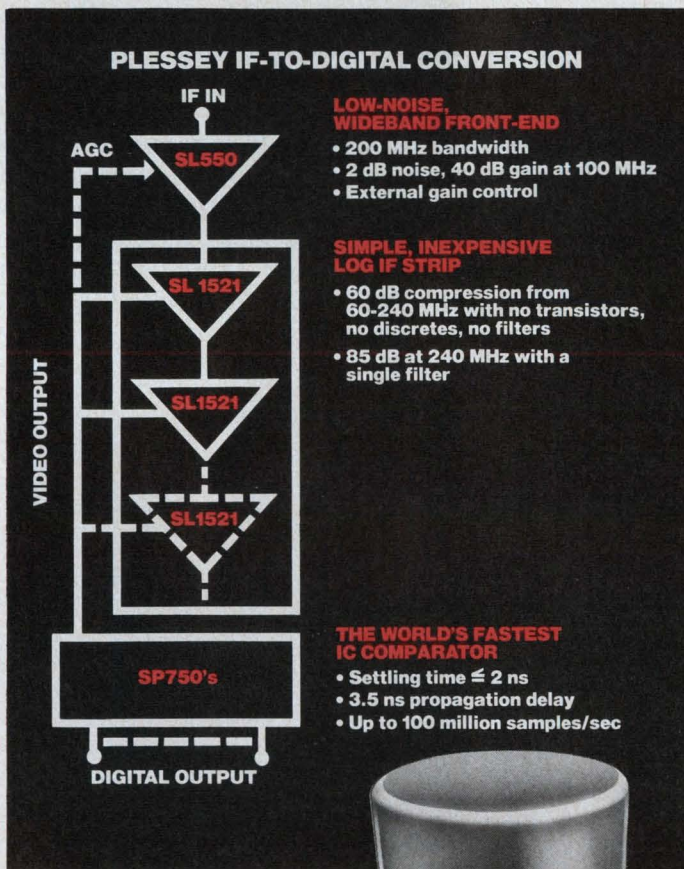 PLESSEY IF-TO-DIGITAL CONVERSION
IF IN
AGC
SL550
SL 1521
SL1521
SL1521
VIDEO OUTPUT
SP750's
DIGITAL OUTPUT
LOW-NOISE,
WIDEBAND FRONT-END
• 200 MHz bandwidth
• 2 dB noise, 40 dB gain at 100 MHz
• External gain control
SIMPLE, INEXPENSIVE
LOG IF STRIP
• 60 dB compression from
60-240 MHz with no transistors,
no discretes, no filters
• 85 dB at 240 MHz with a
single filter
THE WORLD'S FASTEST
IC COMPARATOR
• Settling time ≦ 2 ns
• 3.5 ns propagation delay
• Up to 100 million samples/sec